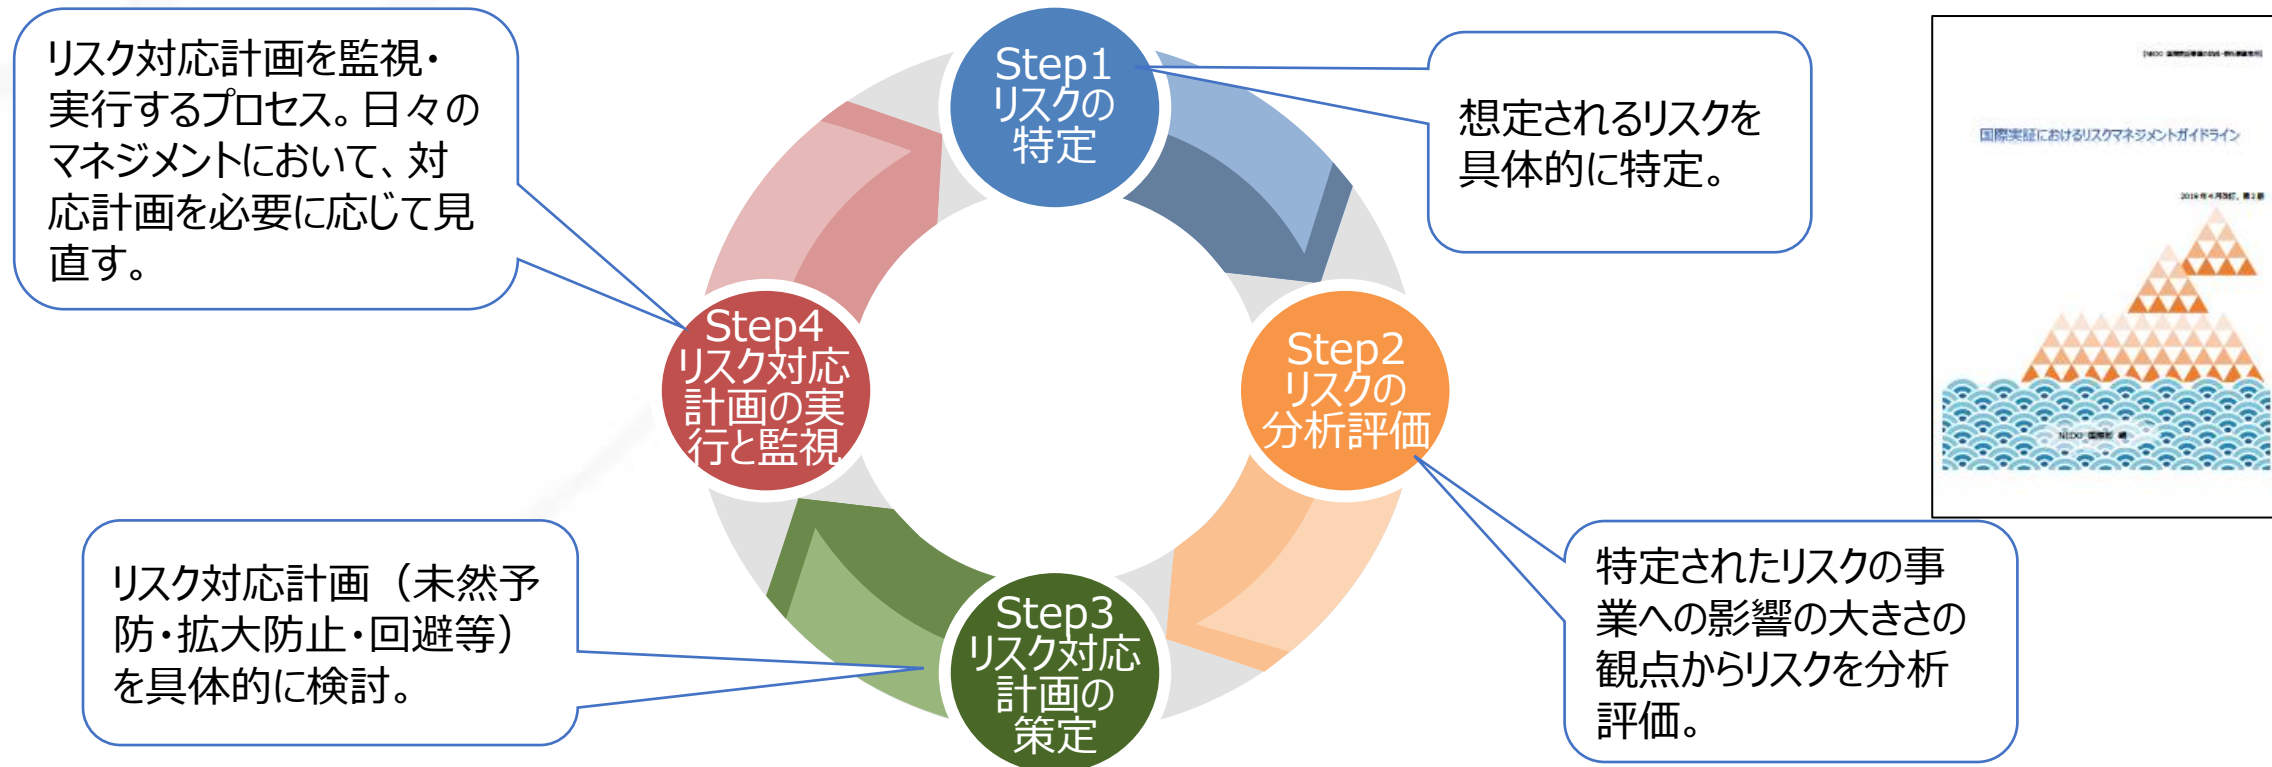 リスク対応計画を監視・
実行するプロセス。日々の
マネジメントにおいて、対
応計画を必要に応じて見
直す。
Step1
リスクの
特定
想定されるリスクを
具体的に特定。
国際実証におけるリスクマネジメントガイドライン
Step4
リスク対応
計画の実
行と監視
Step2
リスクの
分析評価
リスク対応計画（未然予
防・拡大防止・回避等）
を具体的に検討。
Step3
リスク対応
計画の
策定
特定されたリスクの事
業への影響の大きさの
観点からリスクを分析
評価。